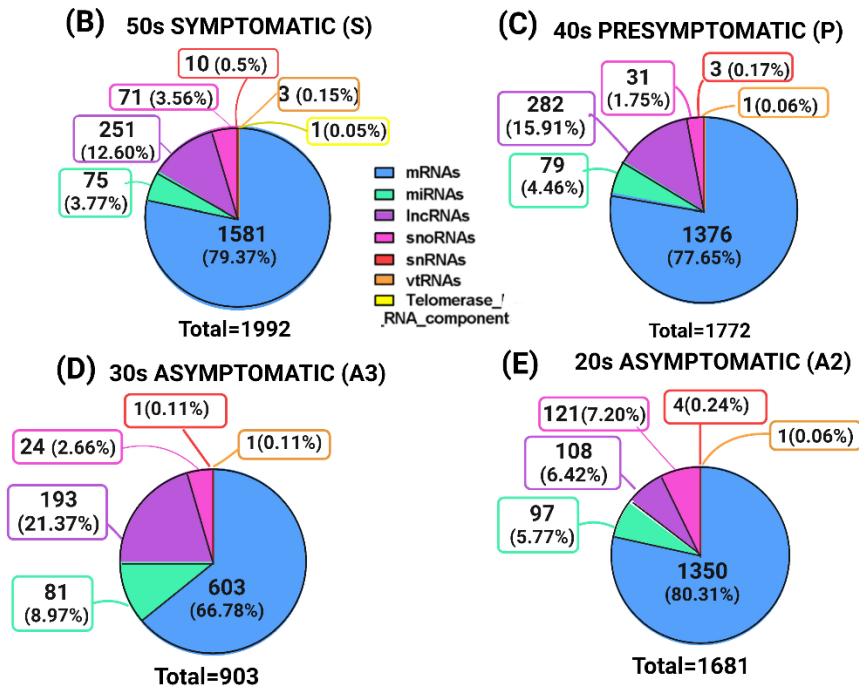 (B) 50s SYMPTOMATIC (S)
10 (0.5%)
71 (3.56%)
3 (0.15%)
251
(12.60%)
1(0.05%)
75
(3.77%)
1581
(79.37%)
Total=1992
mRNAs
miRNAs
lncRNAs
snoRNAs
snRNAs
vtRNAs
Telomerase_
_RNA_component
(C) 40s PRESYMPTOMATIC (P)
31
(1.75%)
3 (0.17%)
282
(15.91%)
1(0.06%)
79
(4.46%)
1376
(77.65%)
Total=1772
(D) 30s ASYMPTOMATIC (A3)
1(0.11%)
24 (2.66%)
1(0.11%)
193
(21.37%)
81
(8.97%)
603
(66.78%)
Total=903
(E) 20s ASYMPTOMATIC (A2)
121(7.20%)
4(0.24%)
1(0.06%)
108
(6.42%)
97
(5.77%)
1350
(80.31%)
Total=1681